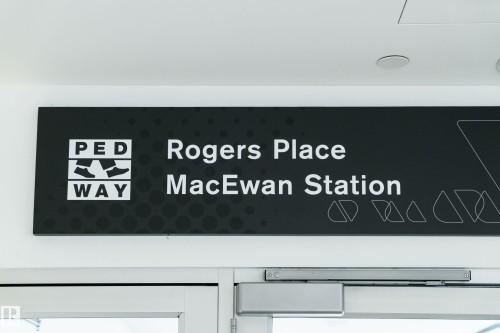 PED
WAY
Rogers Place
MacEwan Station